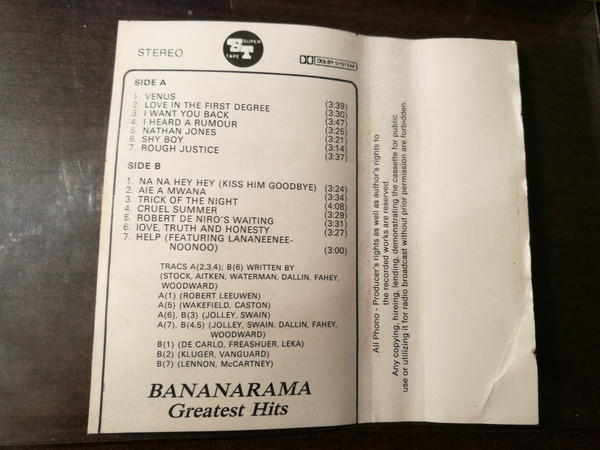 STEREO
SUPER
ST
TAPE
DOLBY SYSTEM
SIDE A
1. VENUS (3:39)
2. LOVE IN THE FIRST DEGREE (3:30)
3. I WANT YOU BACK (3:47)
4. I HEARD A RUMOUR (3:25)
5. NATHAN JONES (3:21)
6. SHY BOY (3:14)
7. ROUGH JUSTICE (3:37)
SIDE B
1. NA NA HEY HEY (KISS HIM GOODBYE) (3:24)
2. AIE A MWANA (3:34)
3. TRICK OF THE NIGHT (4:08)
4. CRUEL SUMMER (3:29)
5. ROBERT DE NIRO'S WAITING (3:31)
6. IOVE, TRUTH AND HONESTY (3:27)
7. HELP (FEATURING LANANEENEE-
NOONOO) (3:00)
TRACS A(2,3,4); B(6) WRITTEN BY
(STOCK, AITKEN, WATERMAN, DALLIN, FAHEY,
WOODWARD)
A(1) (ROBERT LEEUWEN)
A(5) (WAKEFIELD, CASTON)
A(6), B(3) (JOLLEY, SWAIN)
A(7). B(4,5) (JOLLEY, SWAIN, DALLIN, FAHEY,
WOODWARD)
B(1) (DE CARLO, FREASHUER, LEKA)
B(2) (KLUGER, VANGUARD)
B(7) (LENNON, McCARTNEY)
BANANARAMA
Greatest Hits
All Phono - Producer's rights as well as author's rights to
the recorded works are reserved.
Any copying, hireing, lending, demonstrating the cassette for public
use or utilizing it for radio broadcast without prior permission are forbidden.